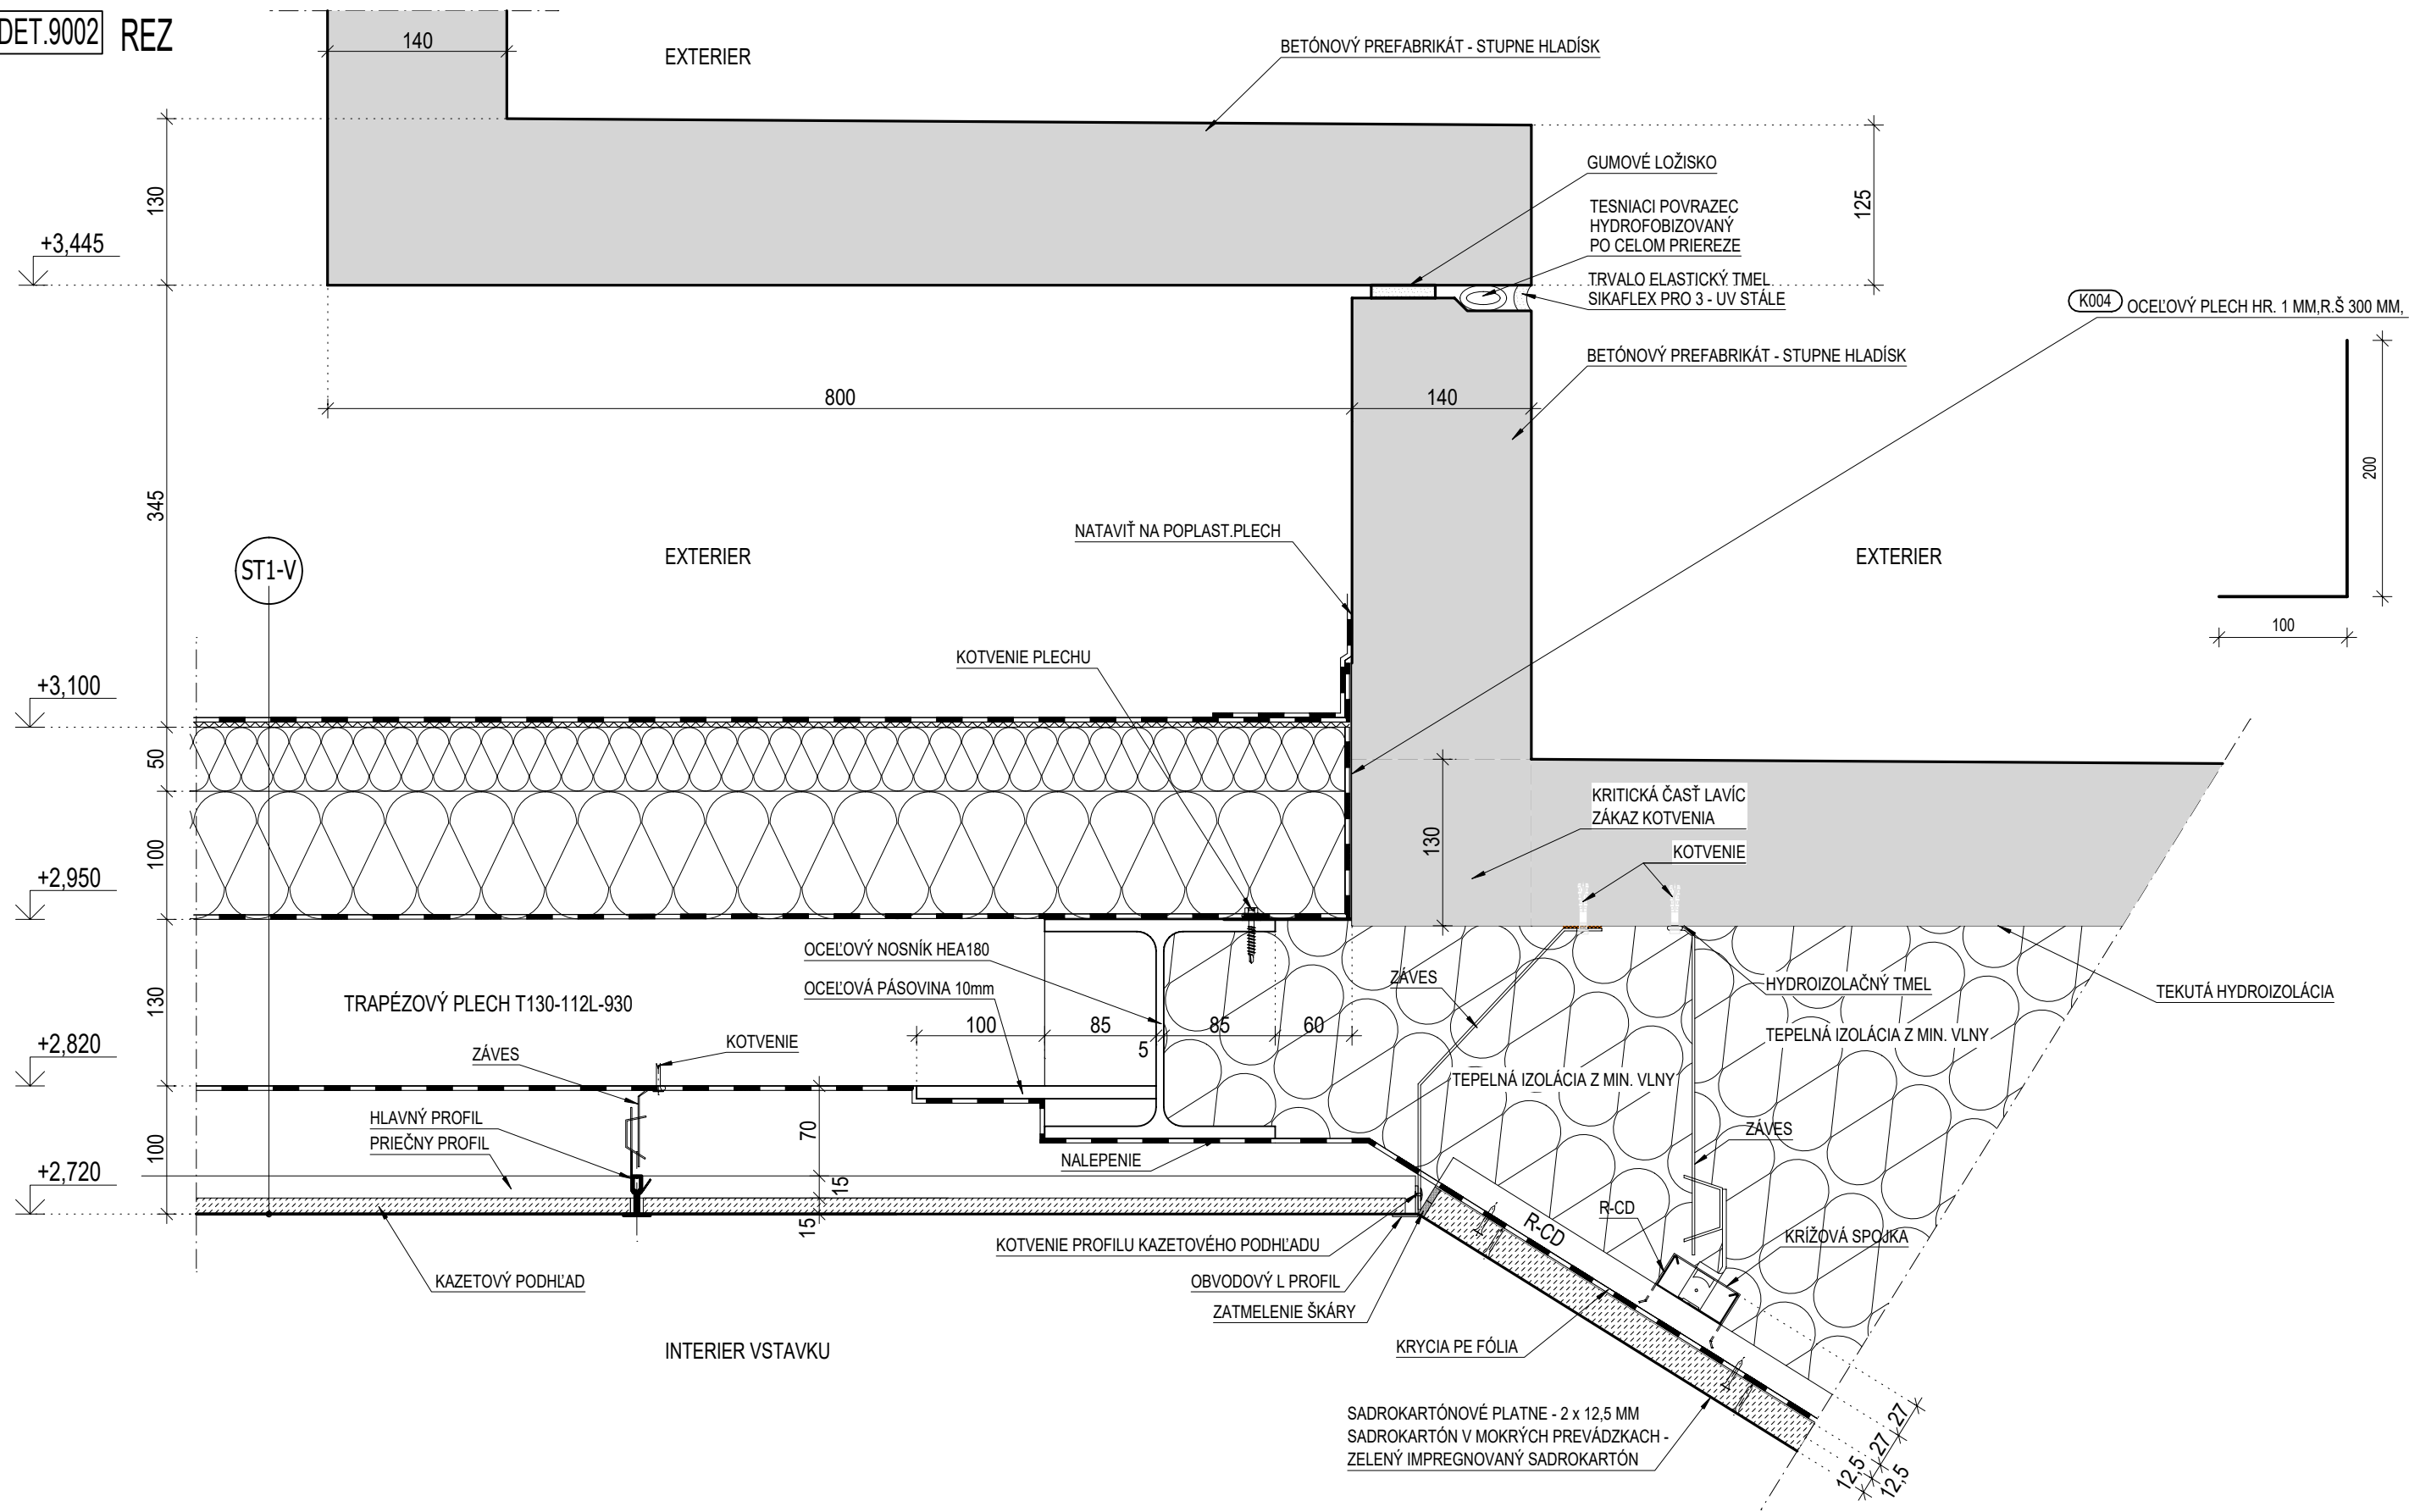 DET.9002 REZ
140
EXTERIER
BETÓNOVÝ PREFABRIKÁT - STUPNE HLADÍSK
130
GUMOVÉ LOŽISKO
TESNIACI POVRAZEC
HYDROFOBIZOVANÝ
PO CELOM PRIEREZE
125
+3,445
TRVALO ELASTICKÝ TMEL
SIKAFLEX PRO 3 - UV STÁLE
K004 OCEĽOVÝ PLECH HR. 1 MM,R.Š 300 MM,
BETÓNOVÝ PREFABRIKÁT - STUPNE HLADÍSK
800
140
200
345
NATAVIŤ NA POPLAST.PLECH
EXTERIER
EXTERIER
ST1-V
100
KOTVENIE PLECHU
+3,100
50
KRITICKÁ ČASŤ LAVÍC
ZÁKAZ KOTVENIA
130
KOTVENIE
100
+2,950
OCEĽOVÝ NOSNÍK HEA180
ZÁVES
HYDROIZOLAČNÝ TMEL
TEKUTÁ HYDROIZOLÁCIA
OCEĽOVÁ PÁSOVINA 10mm
TRAPÉZOVÝ PLECH T130-112L-930
130
100
85
5
85
60
TEPELNÁ IZOLÁCIA Z MIN. VLNY
+2,820
KOTVENIE
ZÁVES
TEPELNÁ IZOLÁCIA Z MIN. VLNY
HLAVNÝ PROFIL
PRIEČNY PROFIL
70
100
ZÁVES
NALEPENIE
+2,720
15
15
R-CD
R-CD
KRÍŽOVÁ SPOJKA
KOTVENIE PROFILU KAZETOVÉHO PODHĽADU
KAZETOVÝ PODHĽAD
OBVODOVÝ L PROFIL
ZATMELENIE ŠKÁRY
INTERIER VSTAVKU
KRYCIA PE FÓLIA
SADROKARTÓNOVÉ PLATNE - 2 x 12,5 MM
SADROKARTÓN V MOKRÝCH PREVÁDZKACH -
ZELENÝ IMPREGNOVANÝ SADROKARTÓN
27
27
12,5
12,5